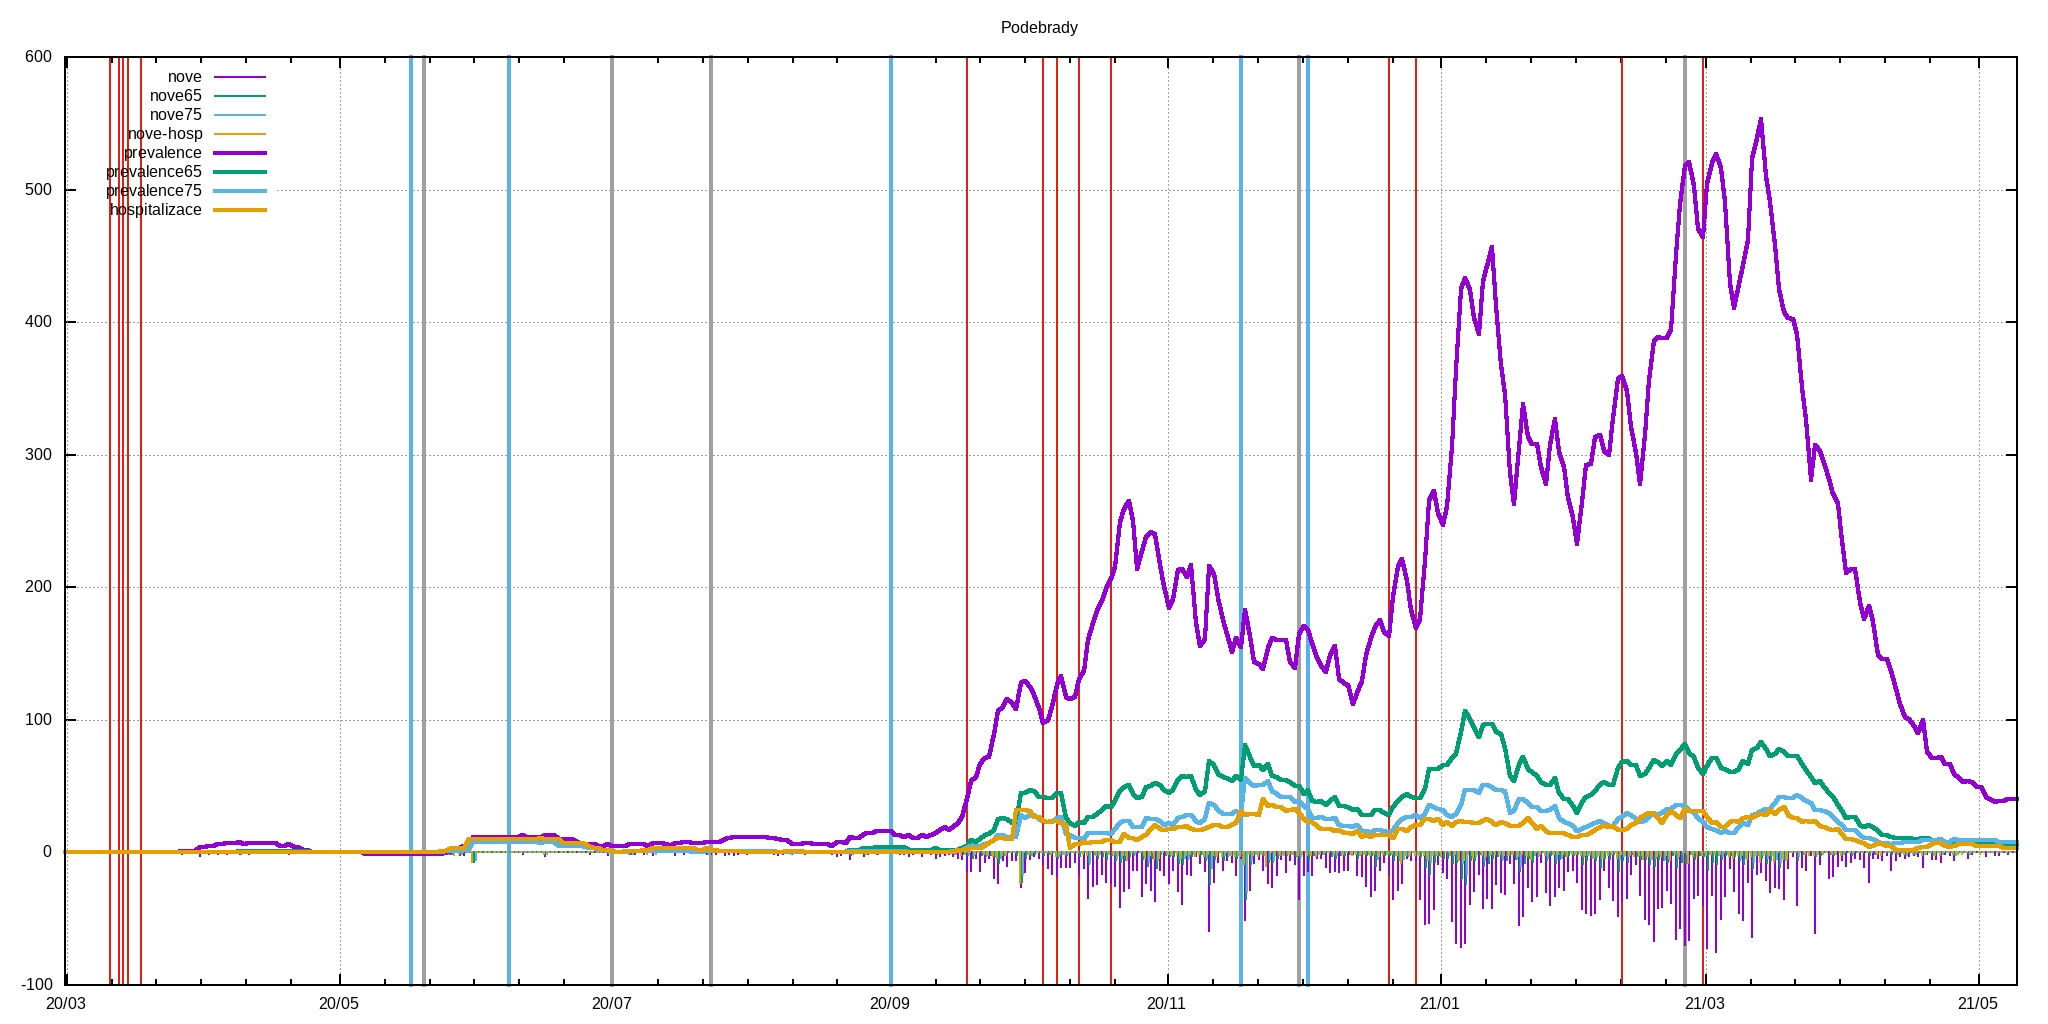 Podebrady
600
nove
nove65
nove75
nove-hosp
prevalence
prevalence65
prevalence75
hospitalizace
500
400
300
200
100
0
-100
20/03
20/05
20/07
20/09
20/11
21/01
21/03
21/05